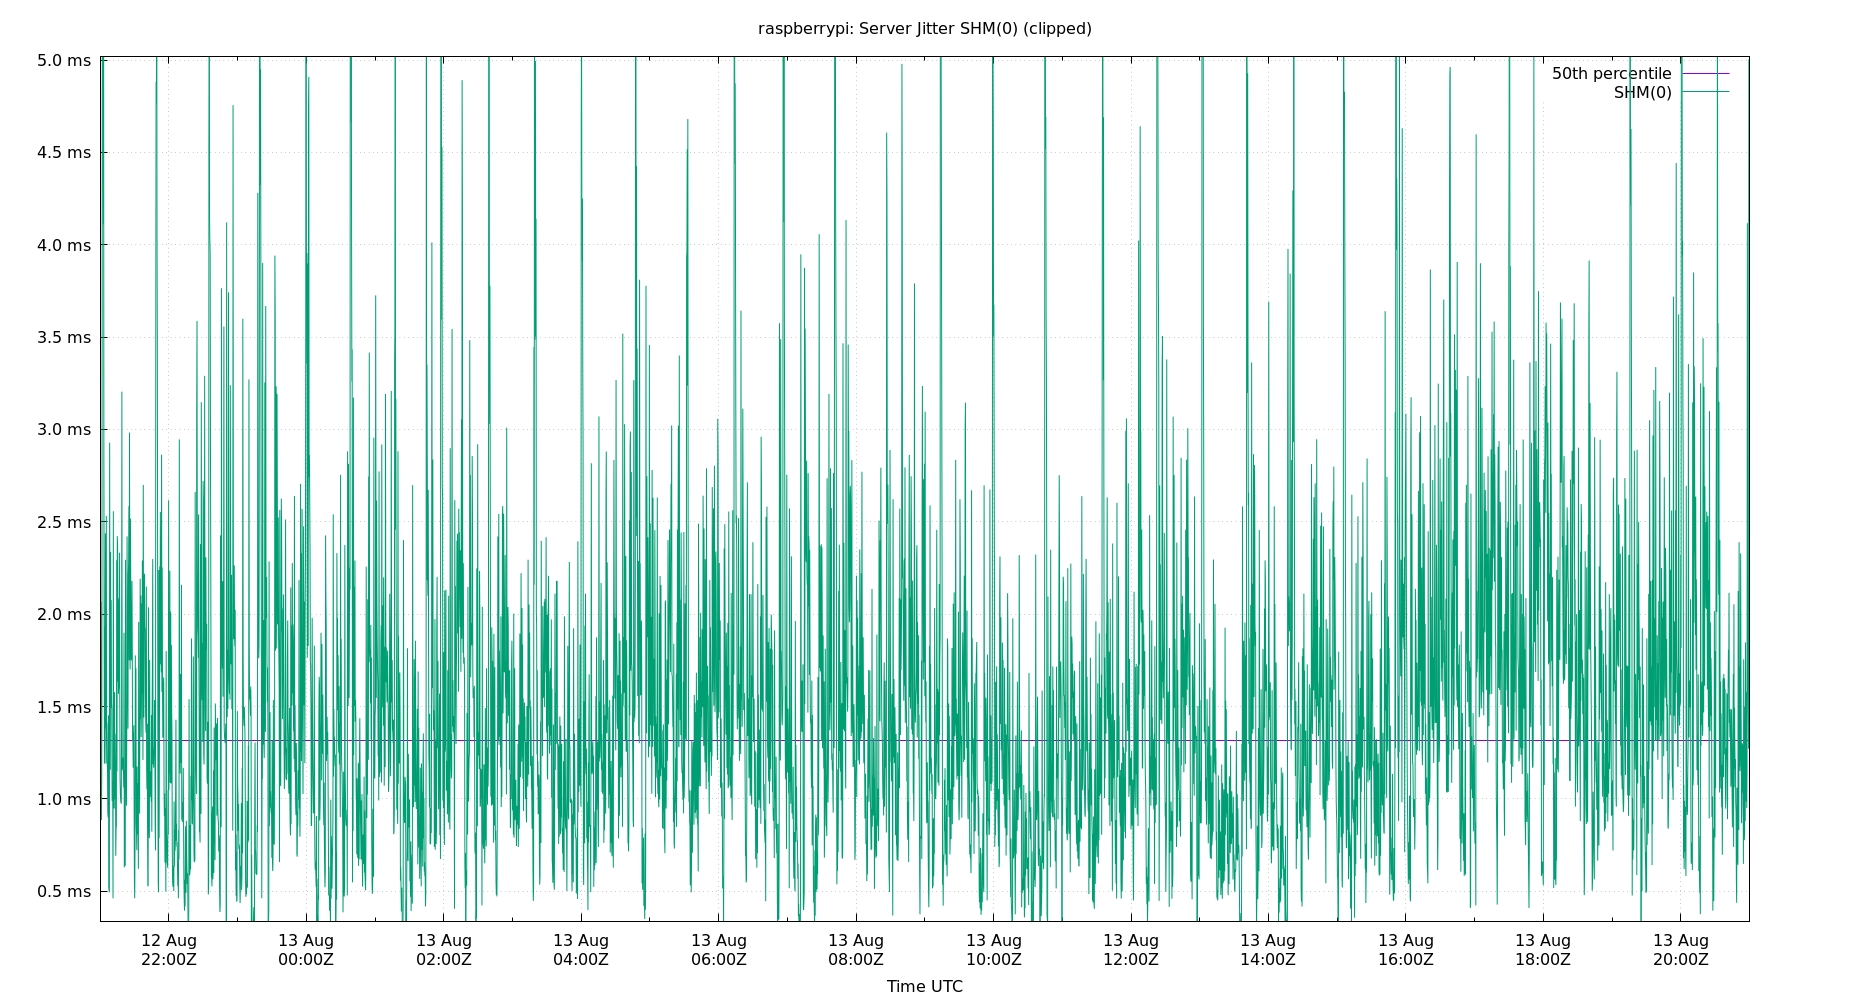 raspberrypi: Server Jitter SHM(0) (clipped)
5.0 ms
50th percentile
SHM(0)
4.5 ms
4.0 ms
3.5 ms
3.0 ms
2.5 ms
2.0 ms
1.5 ms
1.0 ms
0.5 ms
12 Aug 13 Aug 13 Aug 13 Aug 13 Aug 13 Aug 13 Aug 13 Aug 13 Aug 13 Aug 13 Aug 13 Aug
22:00Z 00:00Z 02:00Z 04:00Z 06:00Z 08:00Z 10:00Z 12:00Z 14:00Z 16:00Z 18:00Z 20:00Z
Time UTC